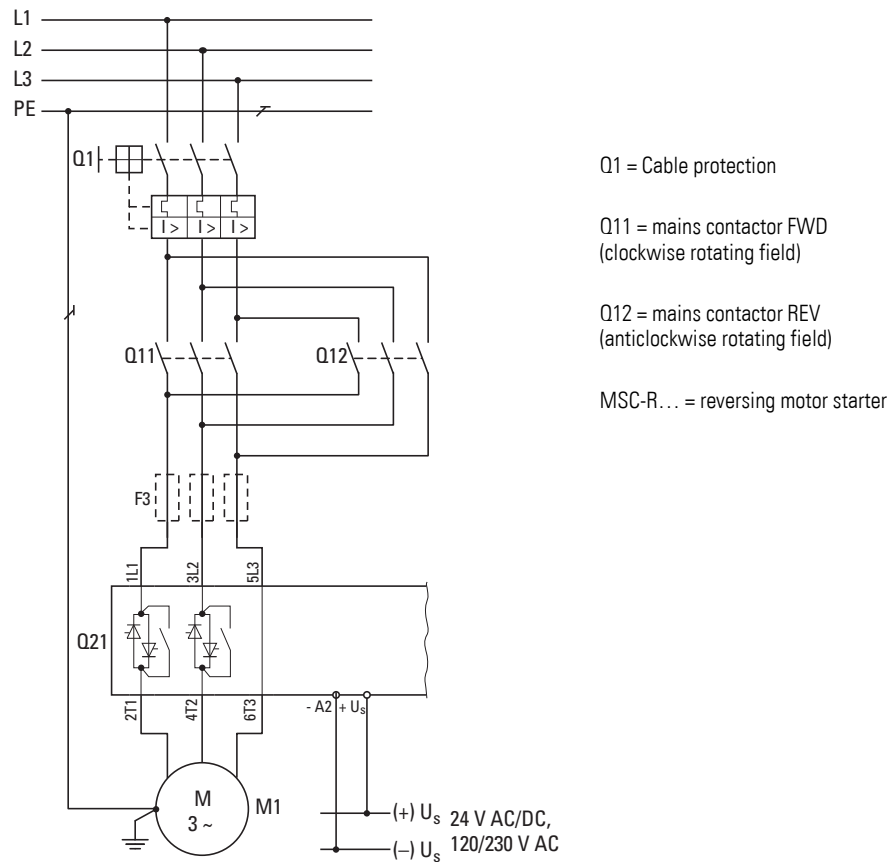 L1
L2
L3
PE
Q1
I > I > I >
Q1 = Cable protection
Q11 = mains contactor FWD
(clockwise rotating field)
Q12 = mains contactor REV
(anticlockwise rotating field)
MSC-R… = reversing motor starter
Q11
Q12
F3
1L1 3L2 5L3
Q21
2T1 4T2 6T3
- A2 + Us
M
3 ~
M1
(+) Us
(–) Us
24 V AC/DC,
120/230 V AC